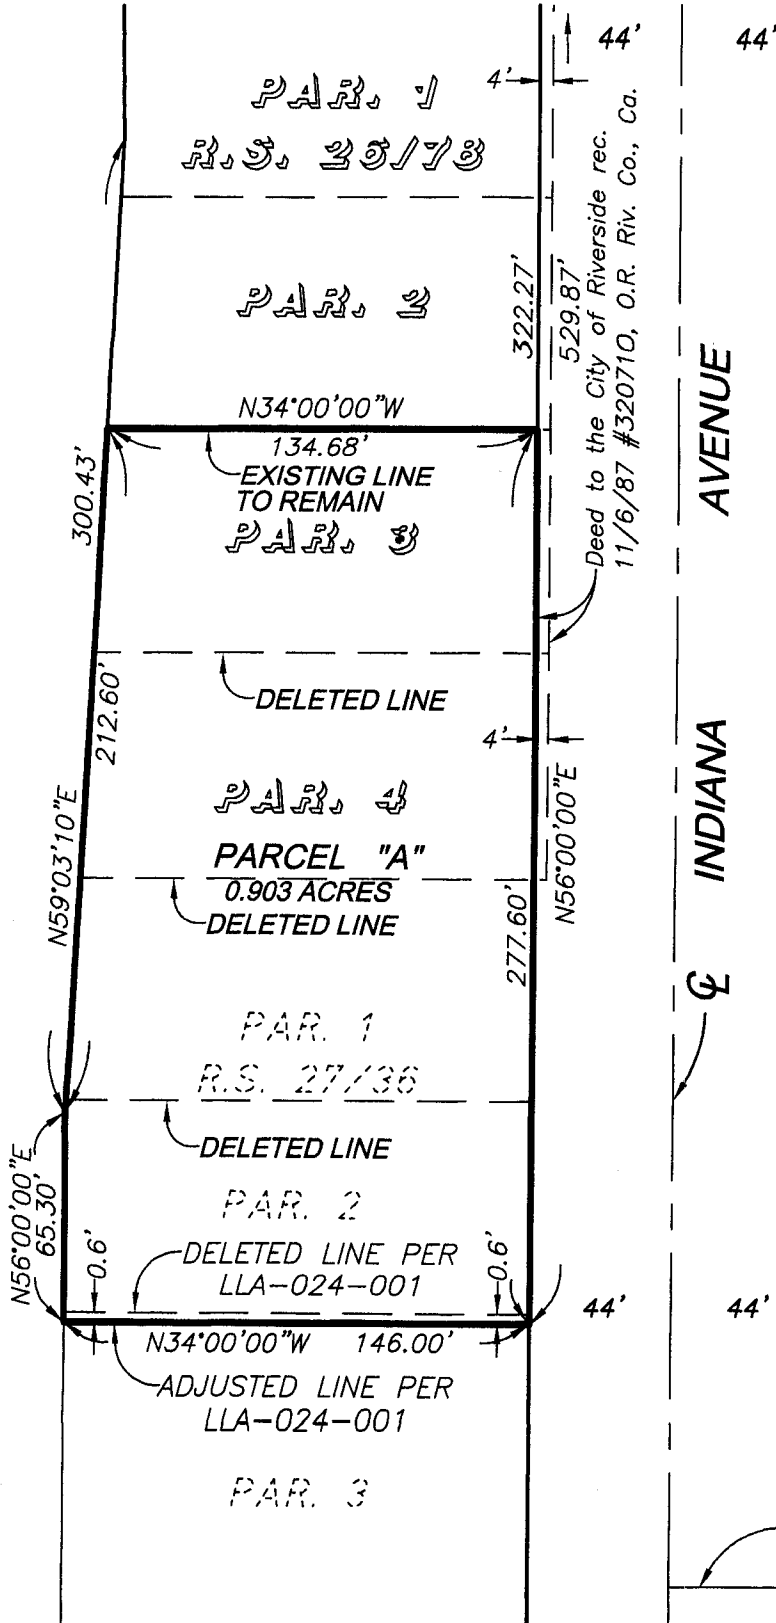 44'
44'
4'
PAR. 1
R.S. 26/78
PAR. 2
322.27'
529.87'
Deed to the City of Riverside rec.
11/6/87 #320710, O.R. Riv. Co., Ca.
N34°00'00"W
134.68'
EXISTING LINE
TO REMAIN
PAR. 3
300.43'
AVENUE
DELETED LINE
212.60'
4'
PAR. 4
PARCEL "A"
0.903 ACRES
DELETED LINE
N59°03'10"E
277.60'
N56°00'00"E
INDIANA
℄
PAR. 1
R.S. 27/36
DELETED LINE
PAR. 2
N56°00'00"E
65.30'
0.6'
DELETED LINE PER
LLA-024-001
0.6'
44'
44'
N34°00'00"W 146.00'
ADJUSTED LINE PER
LLA-024-001
PAR. 3